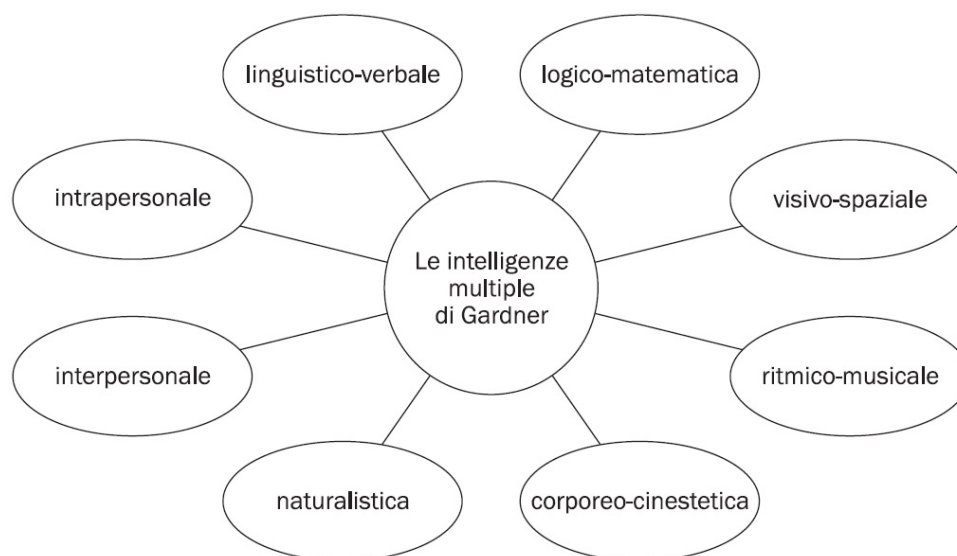 linguistico-verbale
logico-matematica
intrapersonale
visivo-spaziale
Le intelligenze
multiple
di Gardner
interpersonale
ritmico-musicale
naturalistica
corporeo-cinestetica